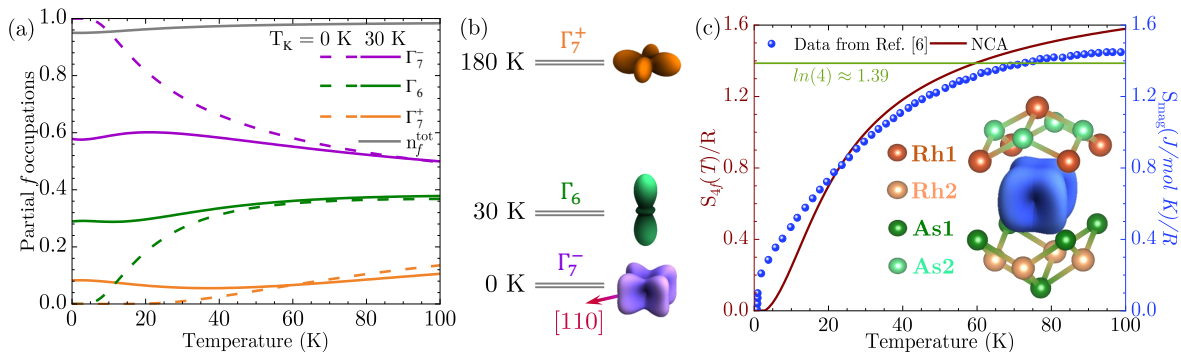 (a)
Partial f occupations
1.0
0.8
0.6
0.4
0.2
0.0
T_K = 0 K 30 K
Γ₇⁻
Γ₆
Γ₇⁺
n_f^tot
0 20 40 60 80 100
Temperature (K)
(b)
Γ₇⁺
180 K
Γ₆
30 K
Γ₇⁻
0 K
[110]
(c)
S_4f(T)/R
1.6
1.2
0.8
0.4
0.0
Data from Ref. [6] NCA
ln(4) ≈ 1.39
Rh1
Rh2
As1
As2
0 20 40 60 80 100
Temperature (K)
1.6
1.2
0.8
0.4
0.0
S_mag(J/mol K)/R